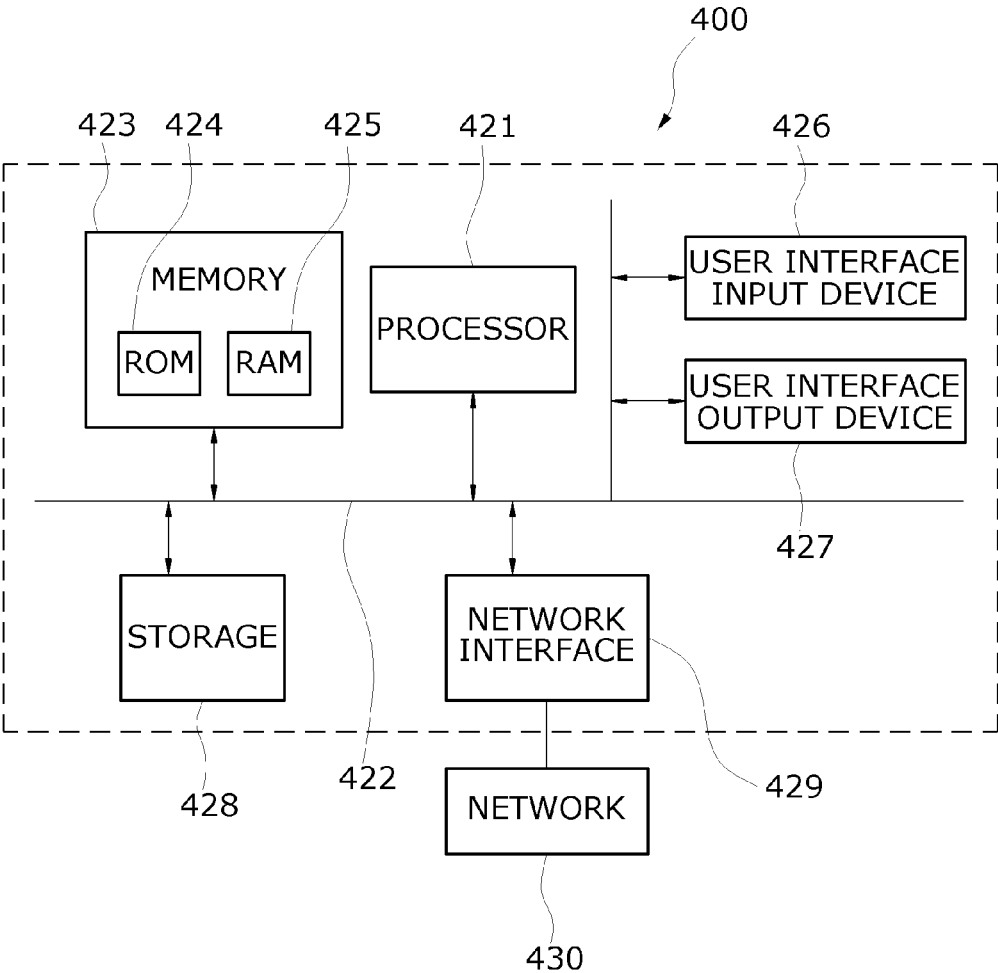 400
423
424
425
421
426
MEMORY
ROM
RAM
PROCESSOR
USER INTERFACE
INPUT DEVICE
USER INTERFACE
OUTPUT DEVICE
427
STORAGE
NETWORK
INTERFACE
428
422
429
NETWORK
430